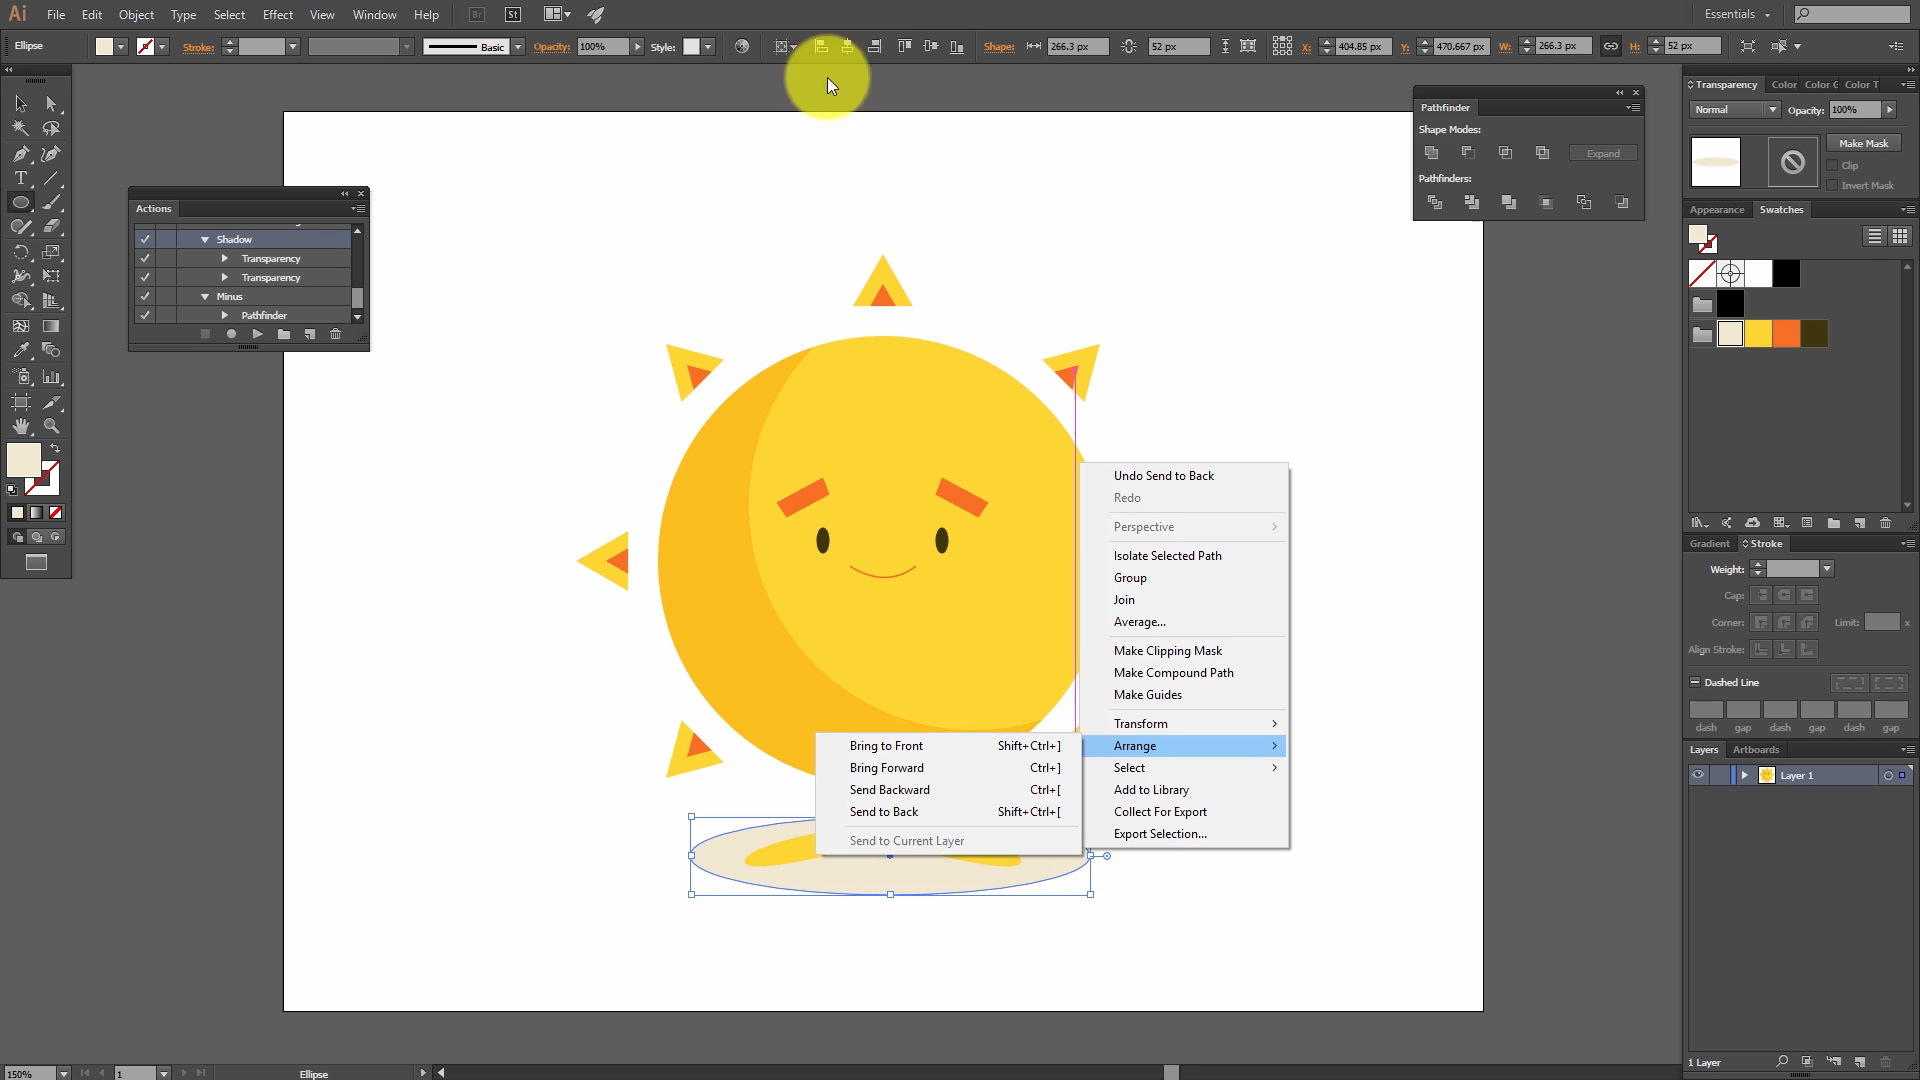 Ai File Edit Object Type Select Effect View Window Help Br St Essentials
Ellipse Stroke: Basic Opacity: 100% Style: Shape: 266.3 px 52 px X: 404.85 px Y: 470.667 px W: 266.3 px H: 52 px
Actions
Shadow
Transparency
Transparency
Minus
Pathfinder
T
Pathfinder
Shape Modes:
Expand
Pathfinders:
Transparency Color Color T
Normal Opacity: 100%
Make Mask
Clip
Invert Mask
Appearance Swatches
Gradient Stroke
Weight:
Cap:
Corner: Limit: x
Align Stroke:
Dashed Line
dash gap dash gap dash gap
Layers Artboards
Layer 1
1 Layer
Undo Send to Back
Redo
Perspective
Isolate Selected Path
Group
Join
Average...
Make Clipping Mask
Make Compound Path
Make Guides
Transform
Arrange
Select
Add to Library
Collect For Export
Export Selection...
Bring to Front Shift+Ctrl+]
Bring Forward Ctrl+]
Send Backward Ctrl+[
Send to Back Shift+Ctrl+[
Send to Current Layer
150% 1 Ellipse